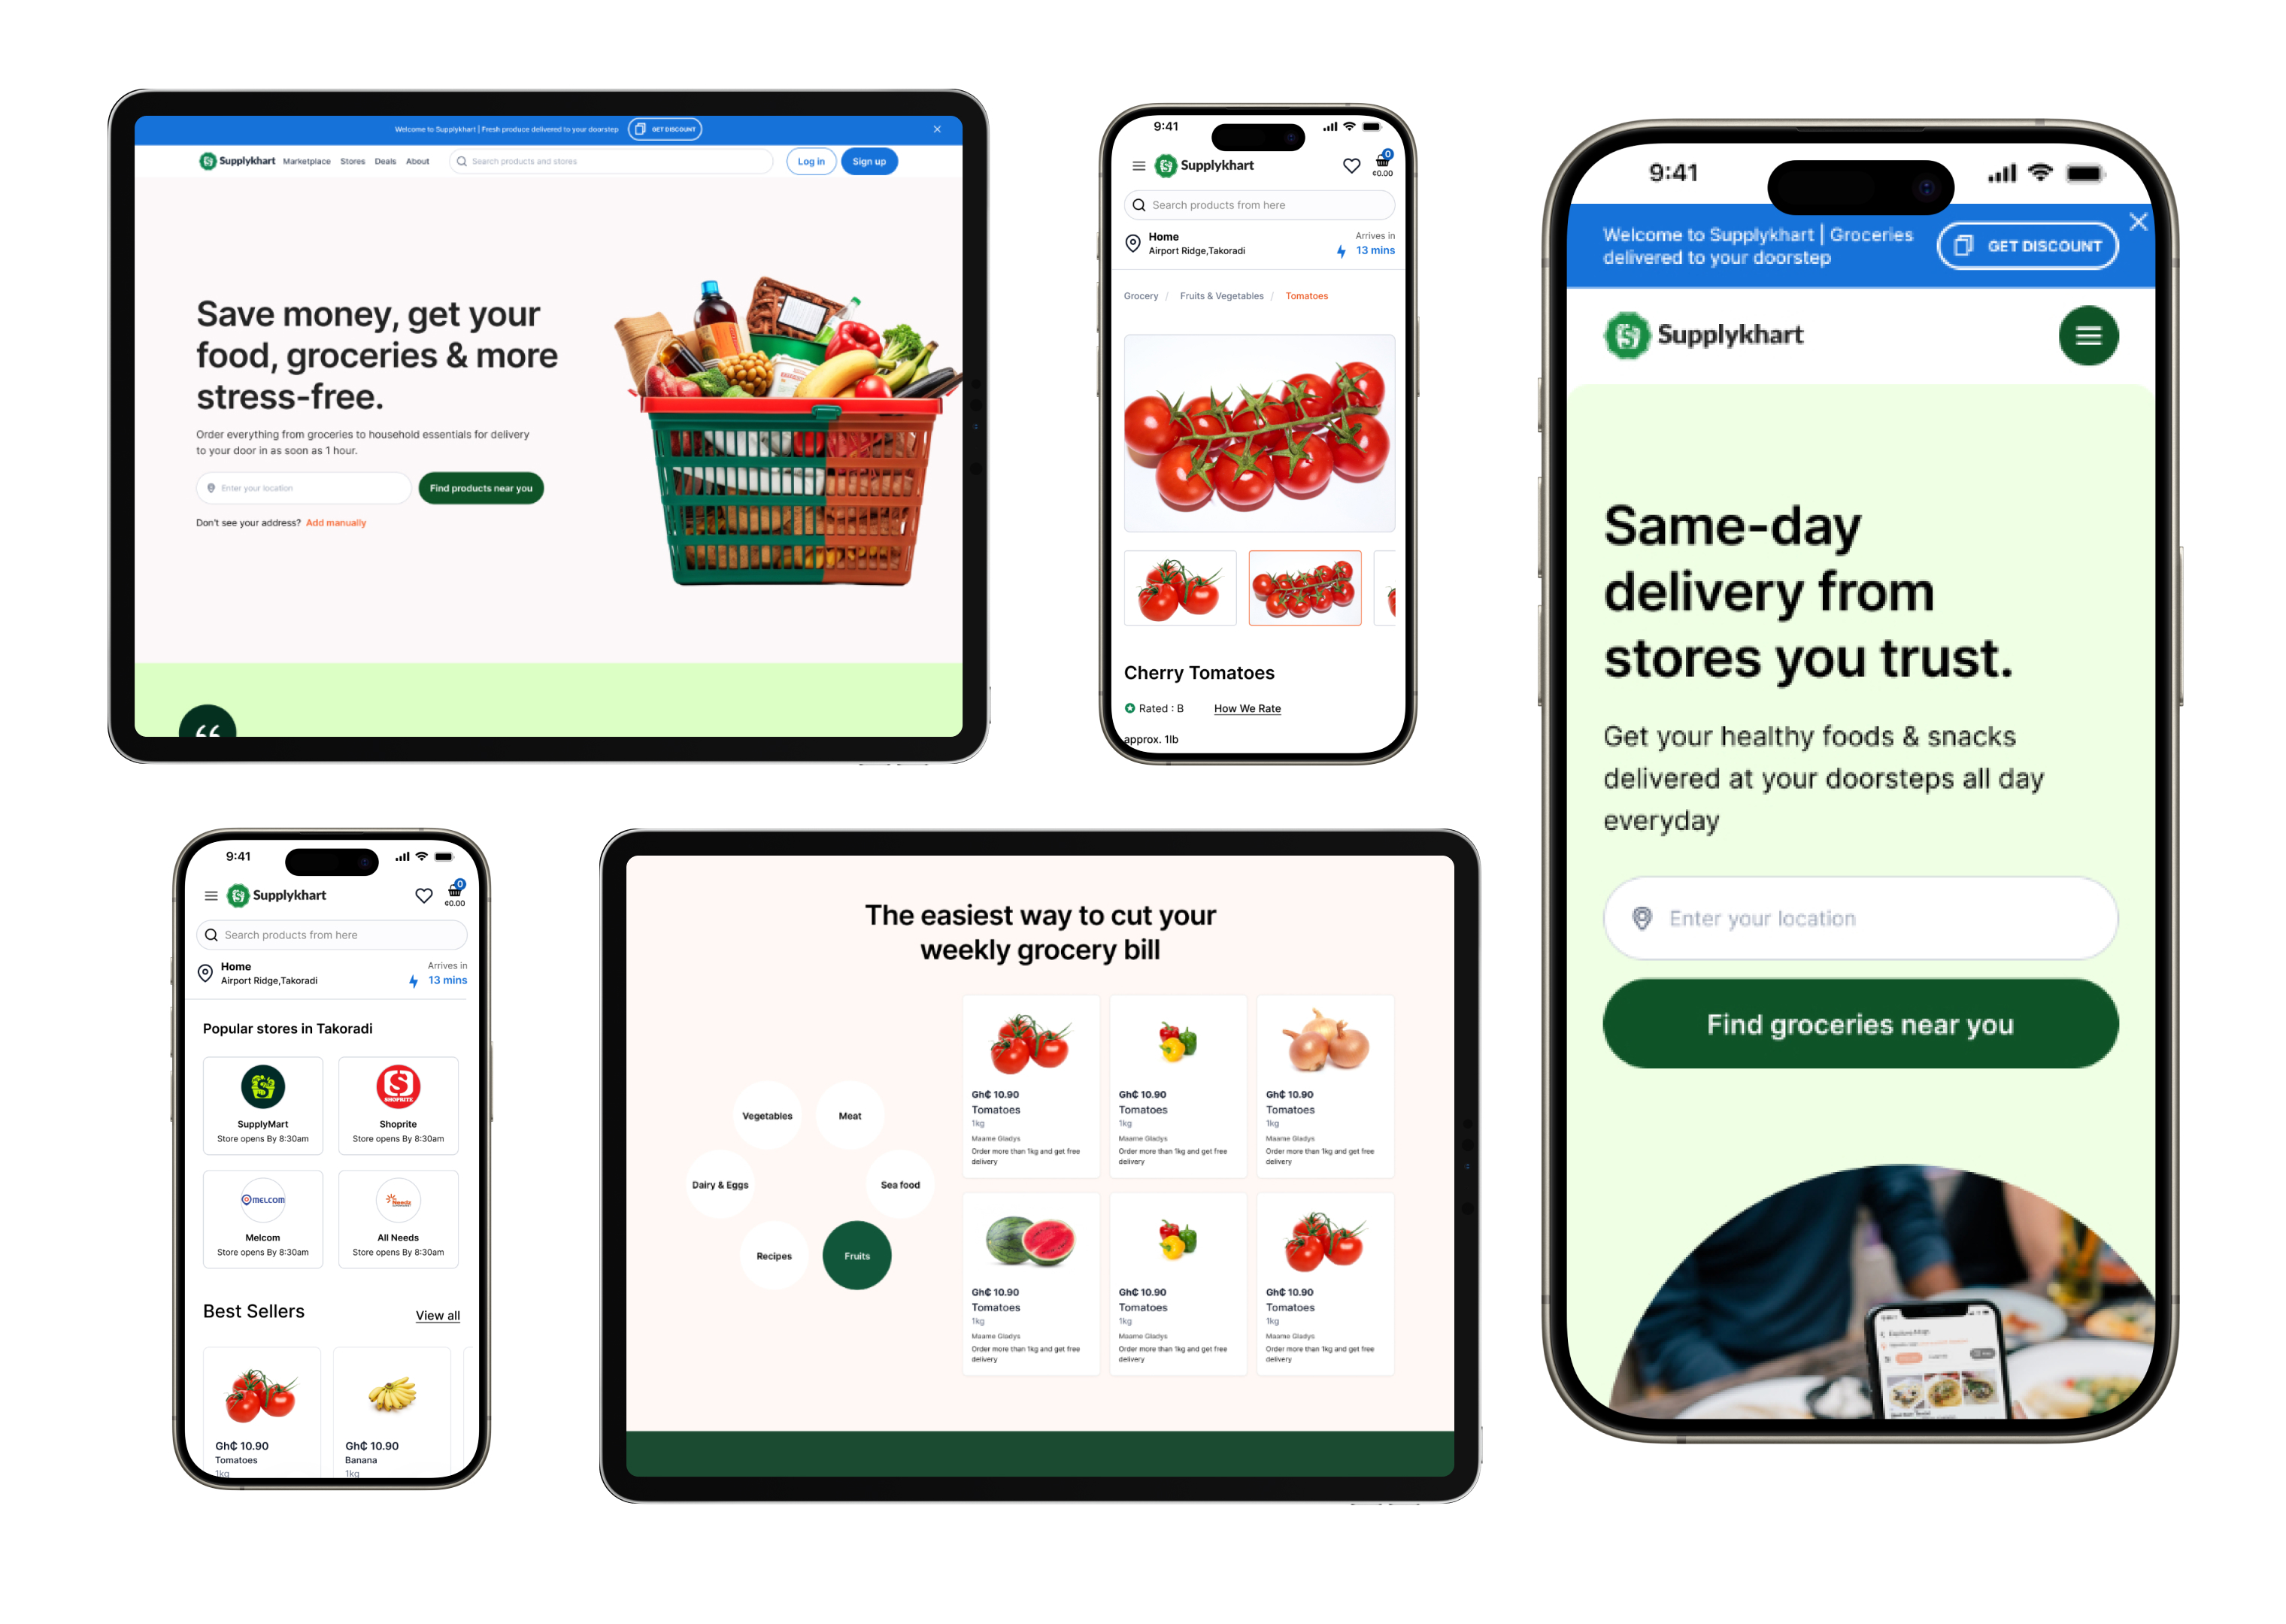 Welcome to Supplykhart | Fresh produce delivered to your doorstep
GET DISCOUNT
Supplykhart
Marketplace
Stores
Deals
About
Search products and stores
Log in
Sign up
Save money, get your
food, groceries & more
stress-free.
Order everything from groceries to household essentials for delivery
to your door in as soon as 1 hour.
Enter your location
Find products near you
Don't see your address? Add manually
9:41
Supplykhart
0
¢0.00
Search products from here
Home
Airport Ridge,Takoradi
Arrives in
13 mins
Grocery / Fruits & Vegetables / Tomatoes
Cherry Tomatoes
Rated : B
How We Rate
approx. 1lb
9:41
Welcome to Supplykhart | Groceries
delivered to your doorstep
GET DISCOUNT
Supplykhart
Same-day
delivery from
stores you trust.
Get your healthy foods & snacks
delivered at your doorsteps all day
everyday
Enter your location
Find groceries near you
9:41
Supplykhart
0
¢0.00
Search products from here
Home
Airport Ridge,Takoradi
Arrives in
13 mins
Popular stores in Takoradi
SupplyMart
Store opens By 8:30am
SHOPRITE
Shoprite
Store opens By 8:30am
MELCOM
Melcom
Store opens By 8:30am
Needs
All Needs
Store opens By 8:30am
Best Sellers
View all
Gh₵ 10.90
Tomatoes
1kg
Gh₵ 10.90
Banana
1kg
The easiest way to cut your
weekly grocery bill
Vegetables
Meat
Dairy & Eggs
Sea food
Recipes
Fruits
Gh₵ 10.90
Tomatoes
1kg
Maame Gladys
Order more than 1kg and get free
delivery
Gh₵ 10.90
Tomatoes
1kg
Maame Gladys
Order more than 1kg and get free
delivery
Gh₵ 10.90
Tomatoes
1kg
Maame Gladys
Order more than 1kg and get free
delivery
Gh₵ 10.90
Tomatoes
1kg
Maame Gladys
Order more than 1kg and get free
delivery
Gh₵ 10.90
Tomatoes
1kg
Maame Gladys
Order more than 1kg and get free
delivery
Gh₵ 10.90
Tomatoes
1kg
Maame Gladys
Order more than 1kg and get free
delivery